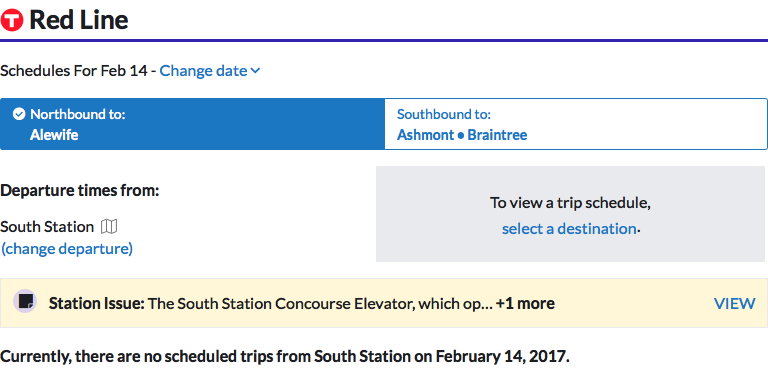 T Red Line
Schedules For Feb 14 - Change date
Northbound to:
Alewife
Southbound to:
Ashmont • Braintree
Departure times from:
South Station
(change departure)
To view a trip schedule,
select a destination.
Station Issue: The South Station Concourse Elevator, which op... +1 more
VIEW
Currently, there are no scheduled trips from South Station on February 14, 2017.